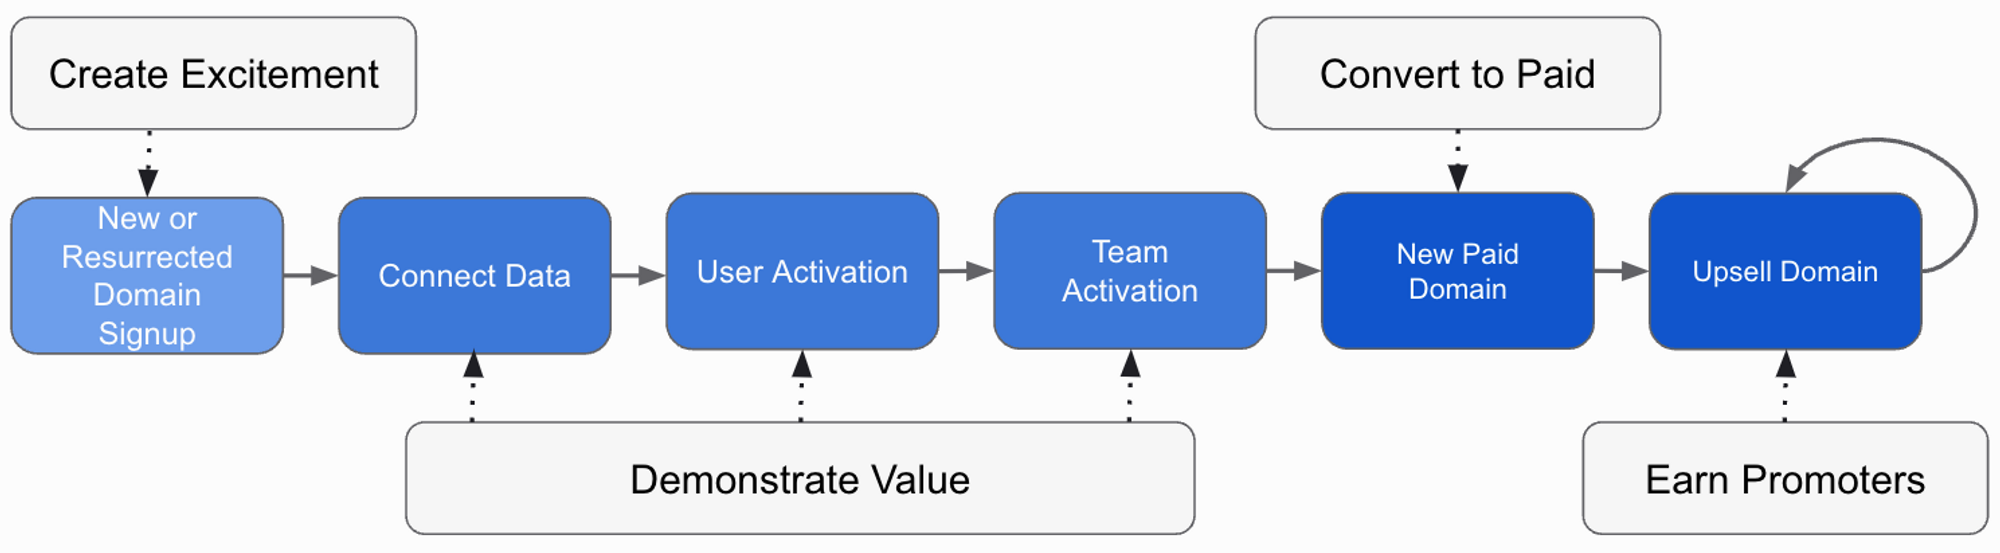 Create Excitement
Convert to Paid
New or
Resurrected
Domain
Signup
Connect Data
User Activation
Team
Activation
New Paid
Domain
Upsell Domain
Demonstrate Value
Earn Promoters